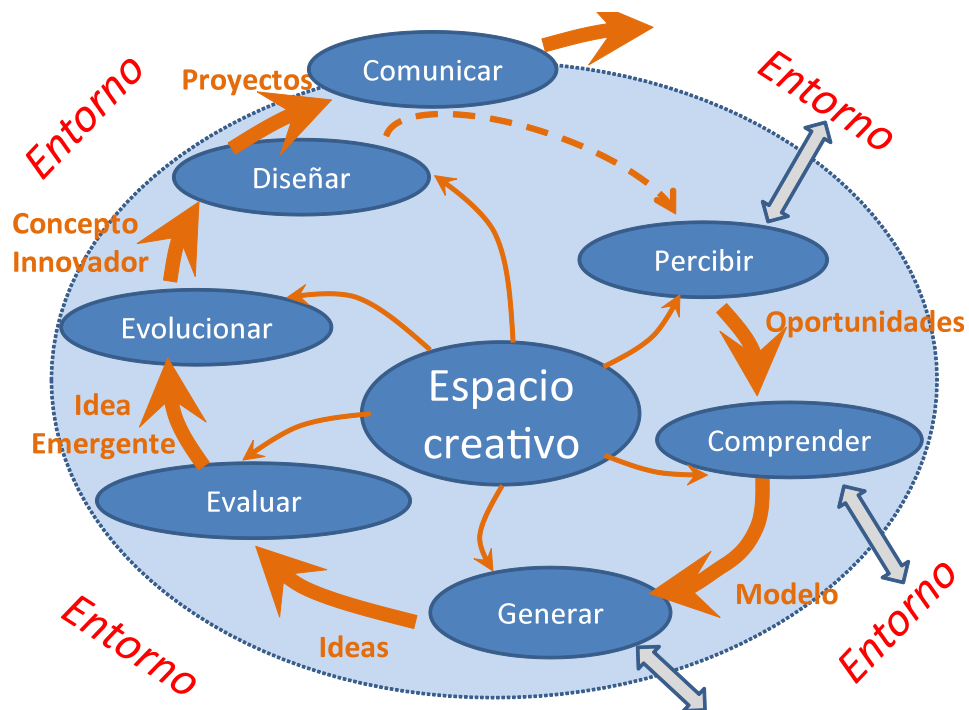 Comunicar
Proyectos
Entorno
Entorno
Diseñar
Concepto
Innovador
Percibir
Evolucionar
Oportunidades
Espacio
creativo
Idea
Emergente
Comprender
Evaluar
Generar
Modelo
Ideas
Entorno
Entorno